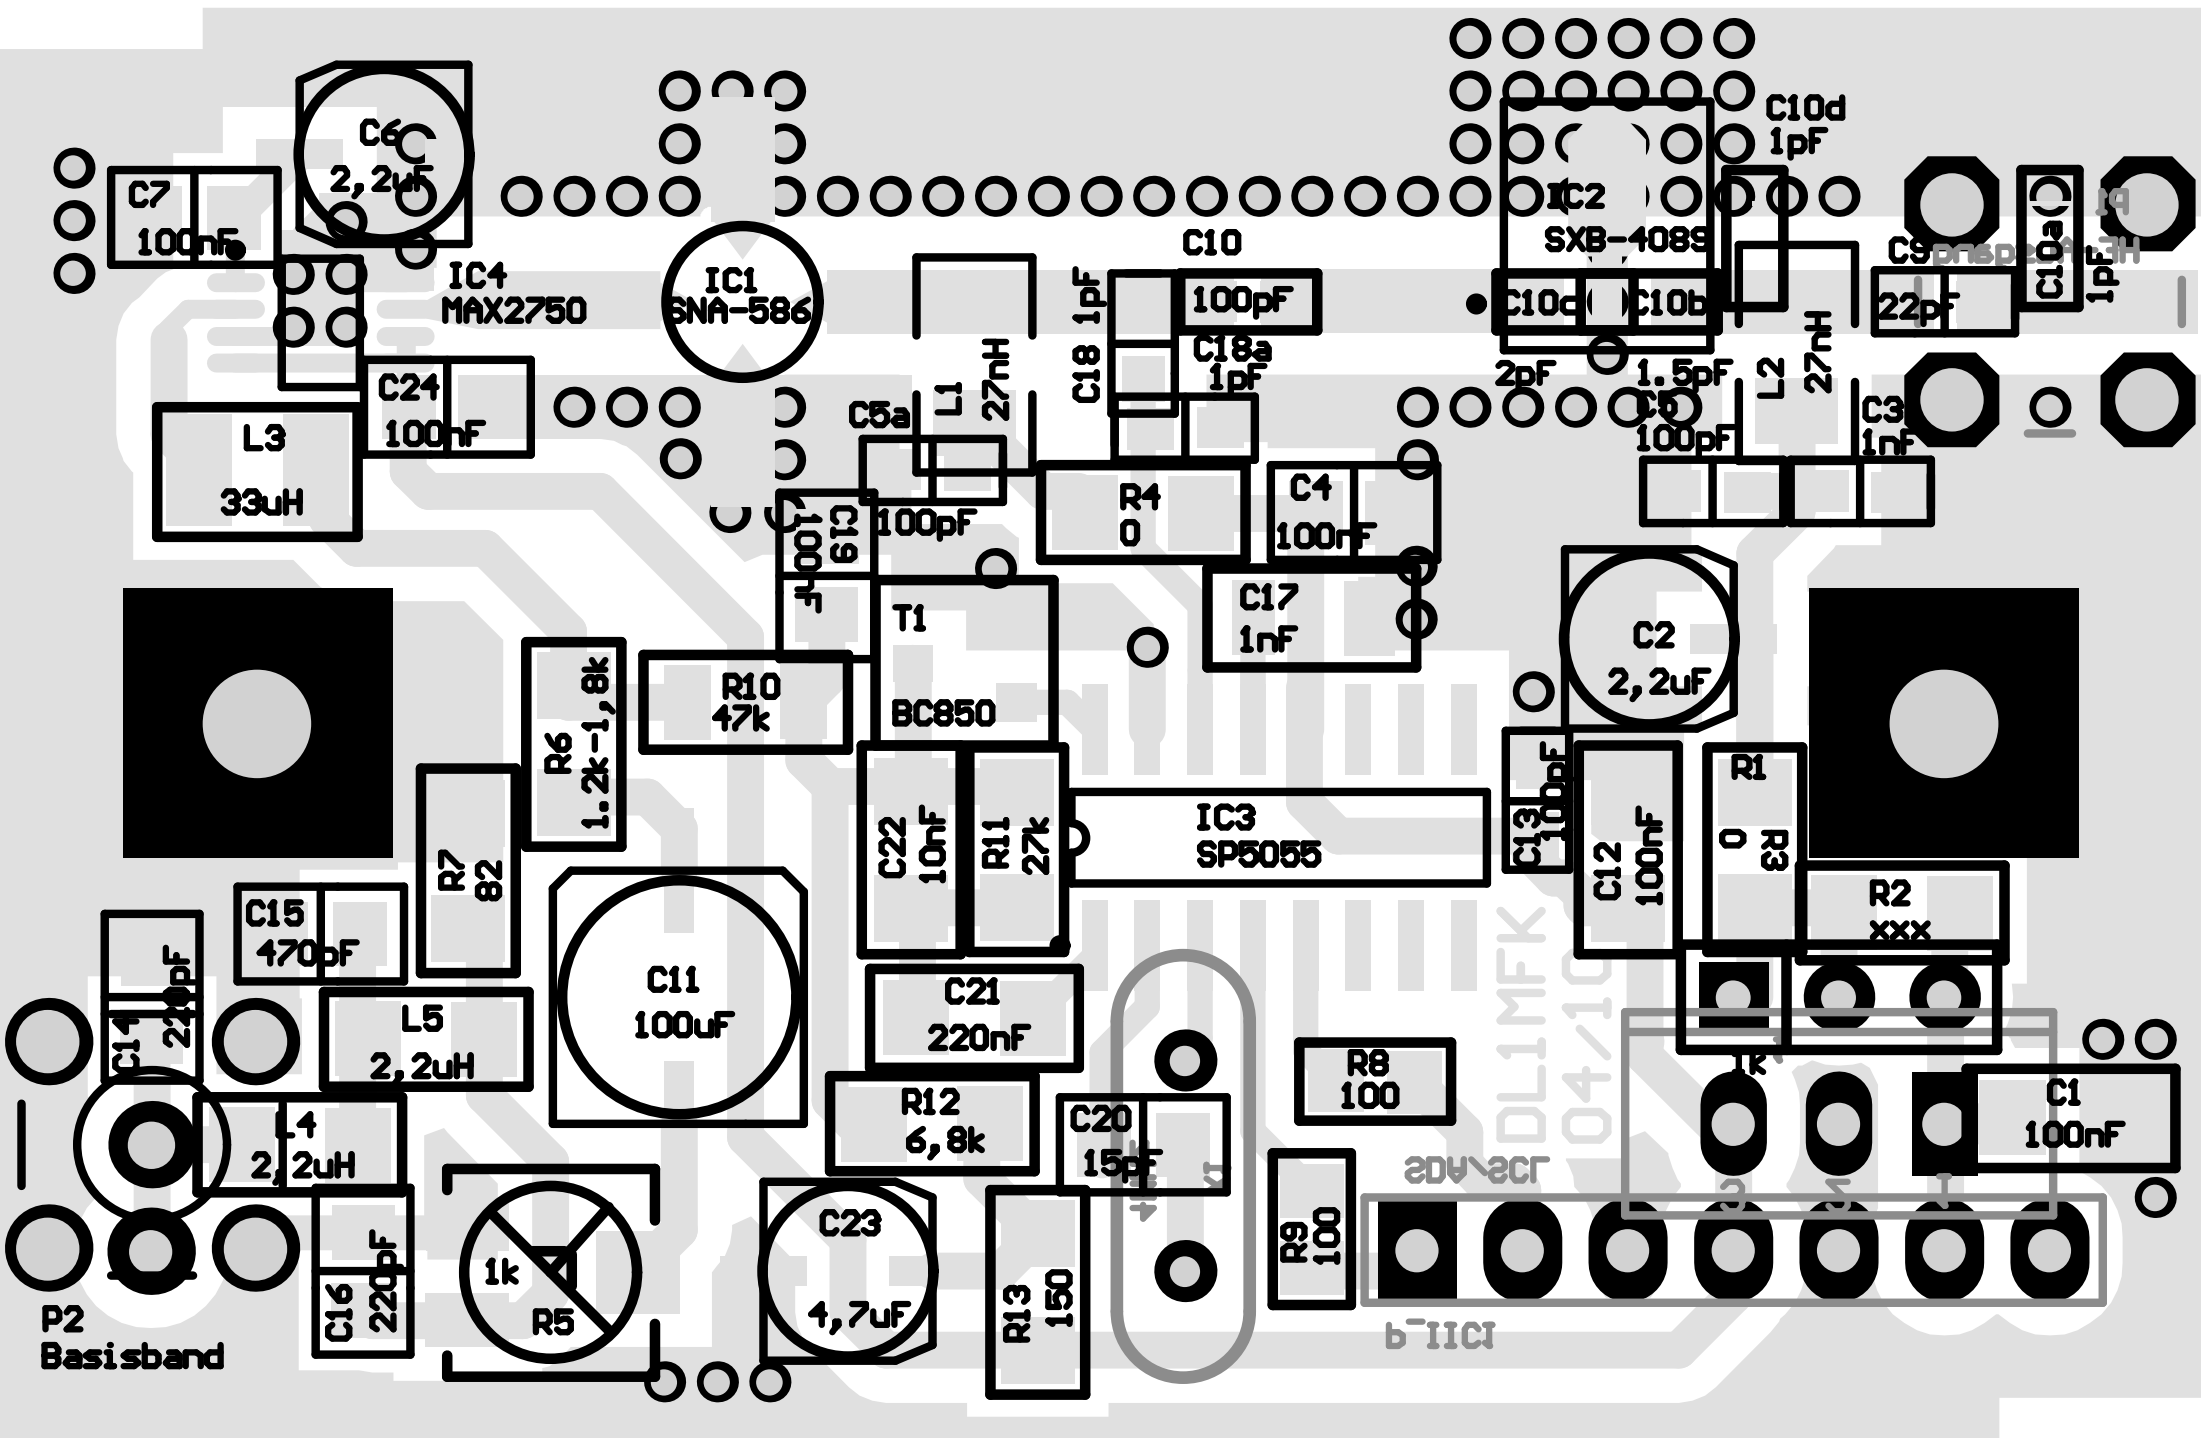 C6
2,2uF
C7
100nF
IC4
MAX2750
IC1
SNA-586
C24
100nF
L3
33uH
C10
100pF
C18 1pF
C18a
1pF
L1
27nH
C5a
100pF
C19
100nF
R4
0
C4
100nF
C17
1nF
IC2
SXB-4089
C10d
1pF
C10c
C10b
2pF
1.5pF
C5
100pF
L2
27nH
C3
1nF
C9
22pF
C10a
1pF
P1
T1
BC850
R10
47k
R6
1.2k-1,8k
R7
82
C2
2,2uF
C13
100pF
C12
100nF
R1
0
R3
R2
xxx
1k
C22
10nF
R11
27k
IC3
SP5055
C15
470pF
C14
220pF
L5
2,2uH
L4
2,2uH
C11
100uF
C21
220nF
R12
6,8k
C20
15pF
R8
100
R9
100
DL1MFK
04/10
C1
100nF
SDA/SCL
P_IIC1
C16
220pF
1k
R5
C23
4,7uF
R13
150
P2
Basisband